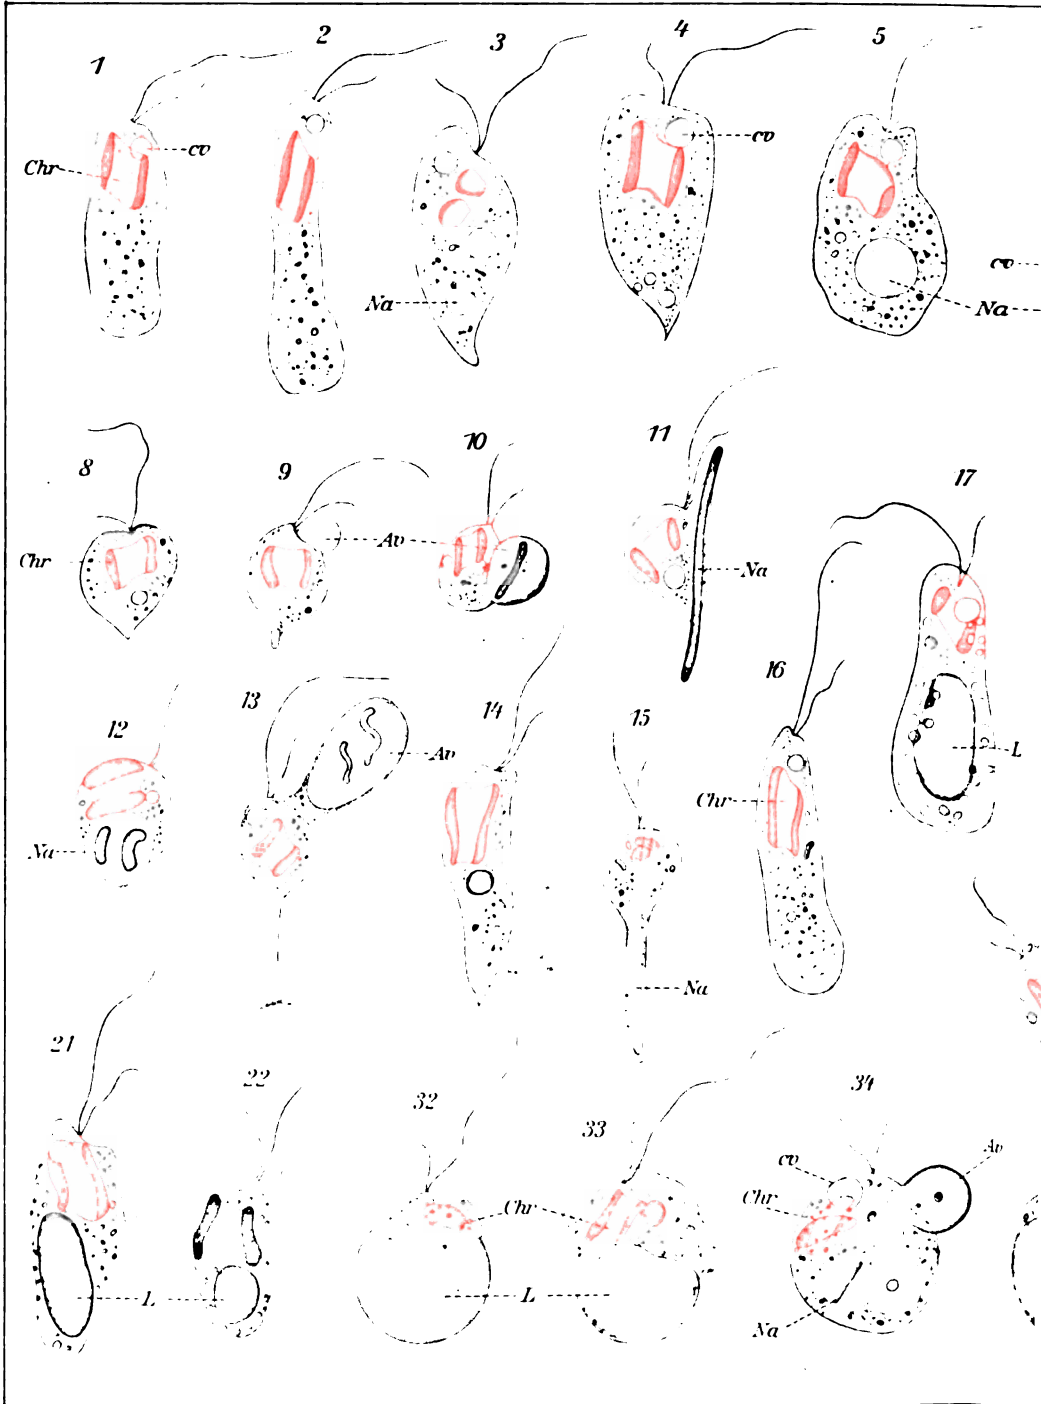 1 2 3 4 5
Chr cv cv
Na cv
Na
8 9 10 11 17
Chr Av Na
12 13 14 15 16
Na Av Chr L
Na
21 22 32 33 34
cv Av
Chr Chr
L L
Na